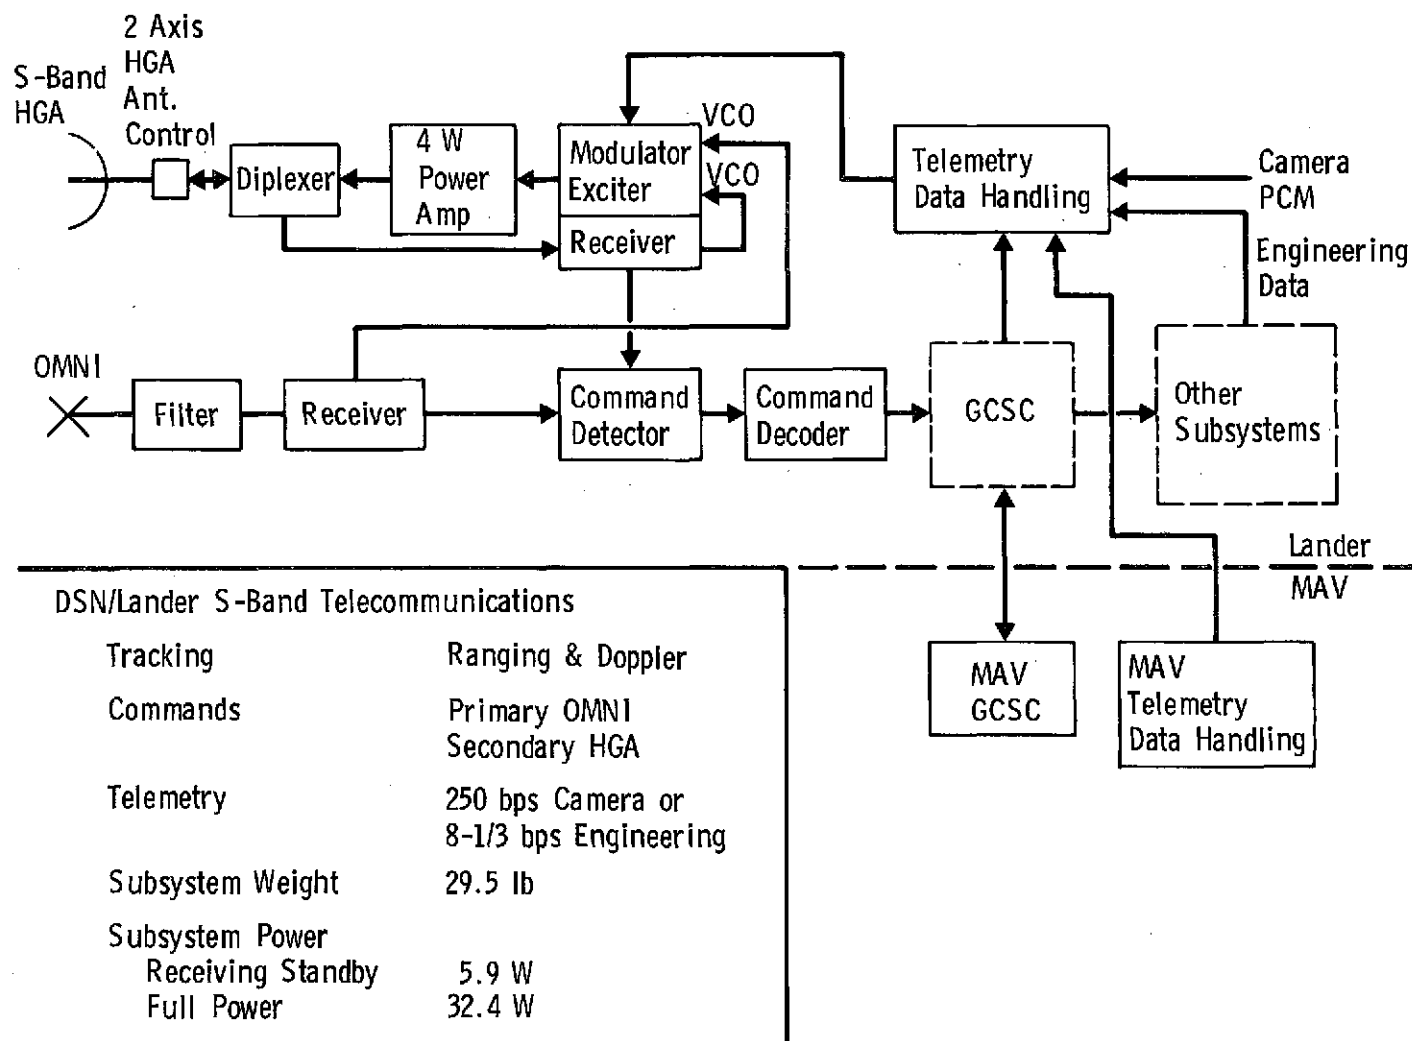 2 Axis
HGA
Ant.
Control
S-Band
HGA
Diplexer
4 W
Power
Amp
Modulator
Exciter
Receiver
VCO
VCO
Telemetry
Data Handling
Camera
PCM
Engineering
Data
OMNI
Filter
Receiver
Command
Detector
Command
Decoder
GCSC
Other
Subsystems
Lander
MAV
MAV
GCSC
MAV
Telemetry
Data Handling
DSN/Lander S-Band Telecommunications
Tracking Ranging & Doppler
Commands Primary OMNI
Secondary HGA
Telemetry 250 bps Camera or
8-1/3 bps Engineering
Subsystem Weight 29.5 lb
Subsystem Power
Receiving Standby 5.9 W
Full Power 32.4 W